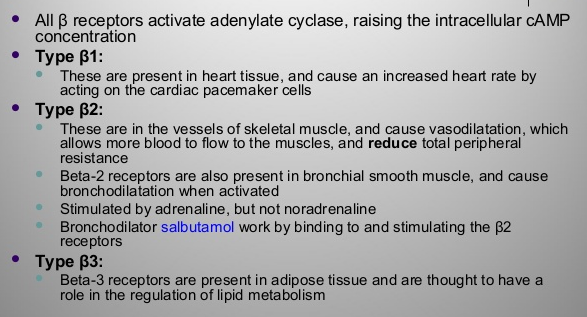 All β receptors activate adenylate cyclase, raising the intracellular cAMP
concentration
Type β1:
These are present in heart tissue, and cause an increased heart rate by
acting on the cardiac pacemaker cells
Type β2:
These are in the vessels of skeletal muscle, and cause vasodilatation, which
allows more blood to flow to the muscles, and reduce total peripheral
resistance
Beta-2 receptors are also present in bronchial smooth muscle, and cause
bronchodilatation when activated
Stimulated by adrenaline, but not noradrenaline
Bronchodilator salbutamol work by binding to and stimulating the β2
receptors
Type β3:
Beta-3 receptors are present in adipose tissue and are thought to have a
role in the regulation of lipid metabolism